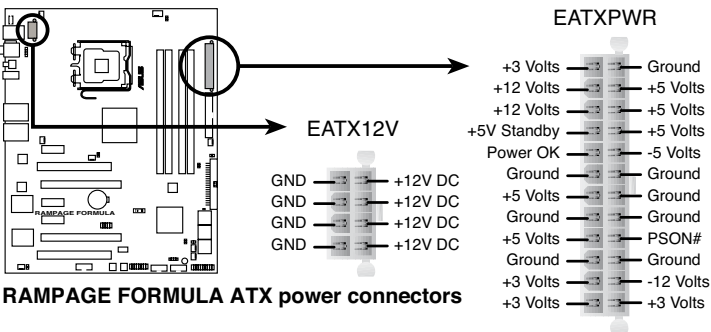 EATXPWR
+3 Volts Ground
+12 Volts +5 Volts
+12 Volts +5 Volts
+5V Standby +5 Volts
Power OK -5 Volts
Ground Ground
+5 Volts Ground
Ground Ground
+5 Volts PSON#
Ground Ground
+3 Volts -12 Volts
+3 Volts +3 Volts
EATX12V
GND +12V DC
GND +12V DC
GND +12V DC
GND +12V DC
ASUS
RAMPAGE FORMULA
RAMPAGE FORMULA ATX power connectors